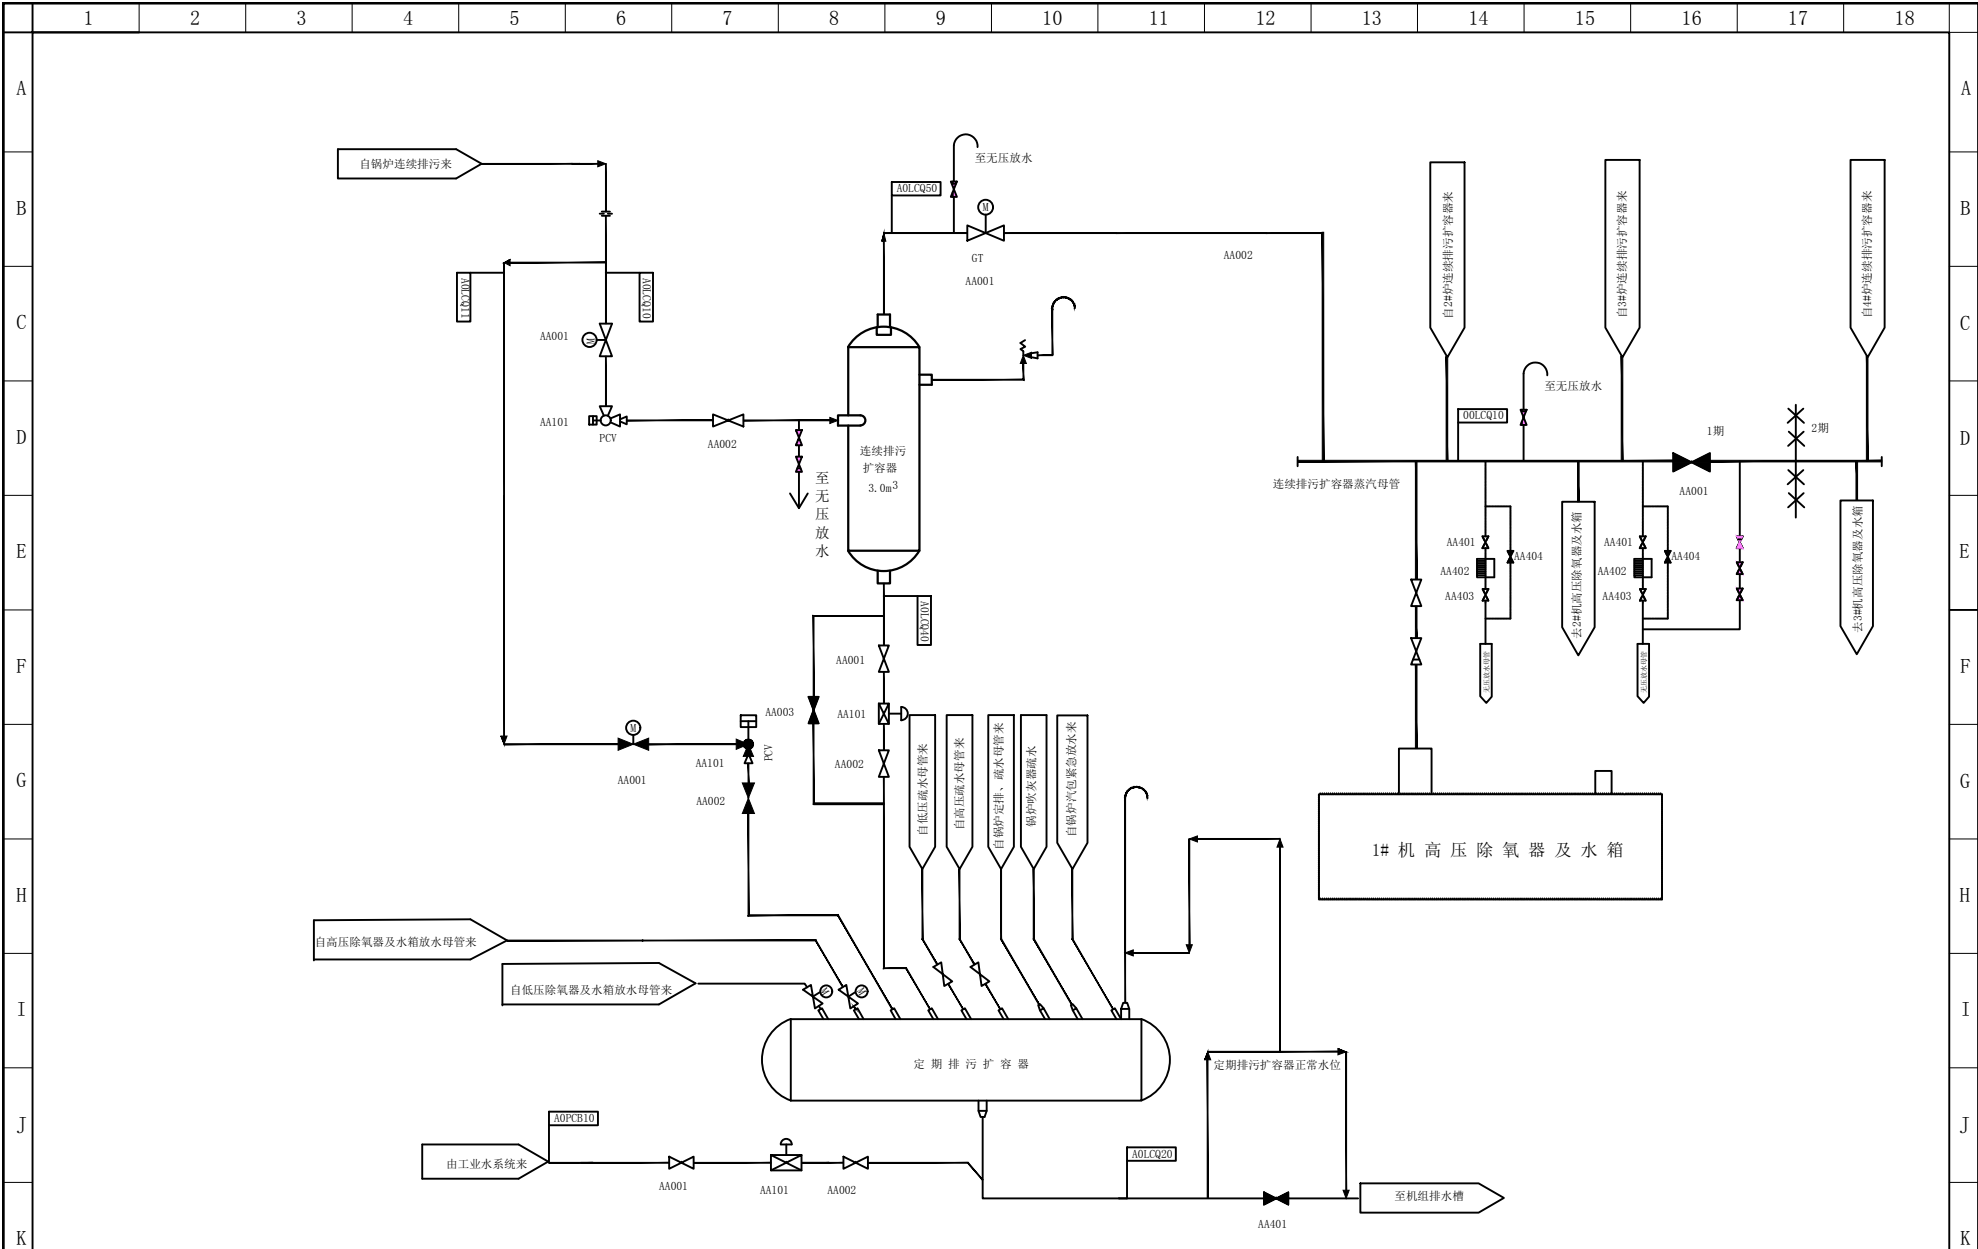 1 2 3 4 5 6 7 8 9 10 11 12 13 14 15 16 17 18
A
A
B
B
C
C
D
D
E
E
F
F
G
G
H
H
I
I
J
J
K
K
自锅炉连续排污来
A0LCQ11
A0LCQ10
AA001
M
AA101
PCV
AA002
至无压放水
连续排污
扩容器
3.0m3
A0LCQ50
至无压放水
M
GT
AA001
AA002
自2#炉连续排污扩容器来
自3#炉连续排污扩容器来
自4#炉连续排污扩容器来
00LCQ10
至无压放水
1期
2期
连续排污扩容器蒸汽母管
AA001
AA401
AA402
AA403
AA404
无压放水母管
去2#机高压除氧器及水箱
AA401
AA402
AA403
AA404
无压放水母管
去3#机高压除氧器及水箱
A0LCQ40
AA001
AA003
AA101
AA002
M
AA001
AA101
PCV
AA002
自低压疏水母管来
自高压疏水母管来
自锅炉定排、疏水母管来
锅炉吹灰器疏水
自锅炉汽包紧急放水来
1#机高压除氧器及水箱
自高压除氧器及水箱放水母管来
自低压除氧器及水箱放水母管来
M
M
定期排污扩容器
定期排污扩容器正常水位
A0PCB10
由工业水系统来
AA001
AA101
AA002
A0LCQ20
AA401
至机组排水槽